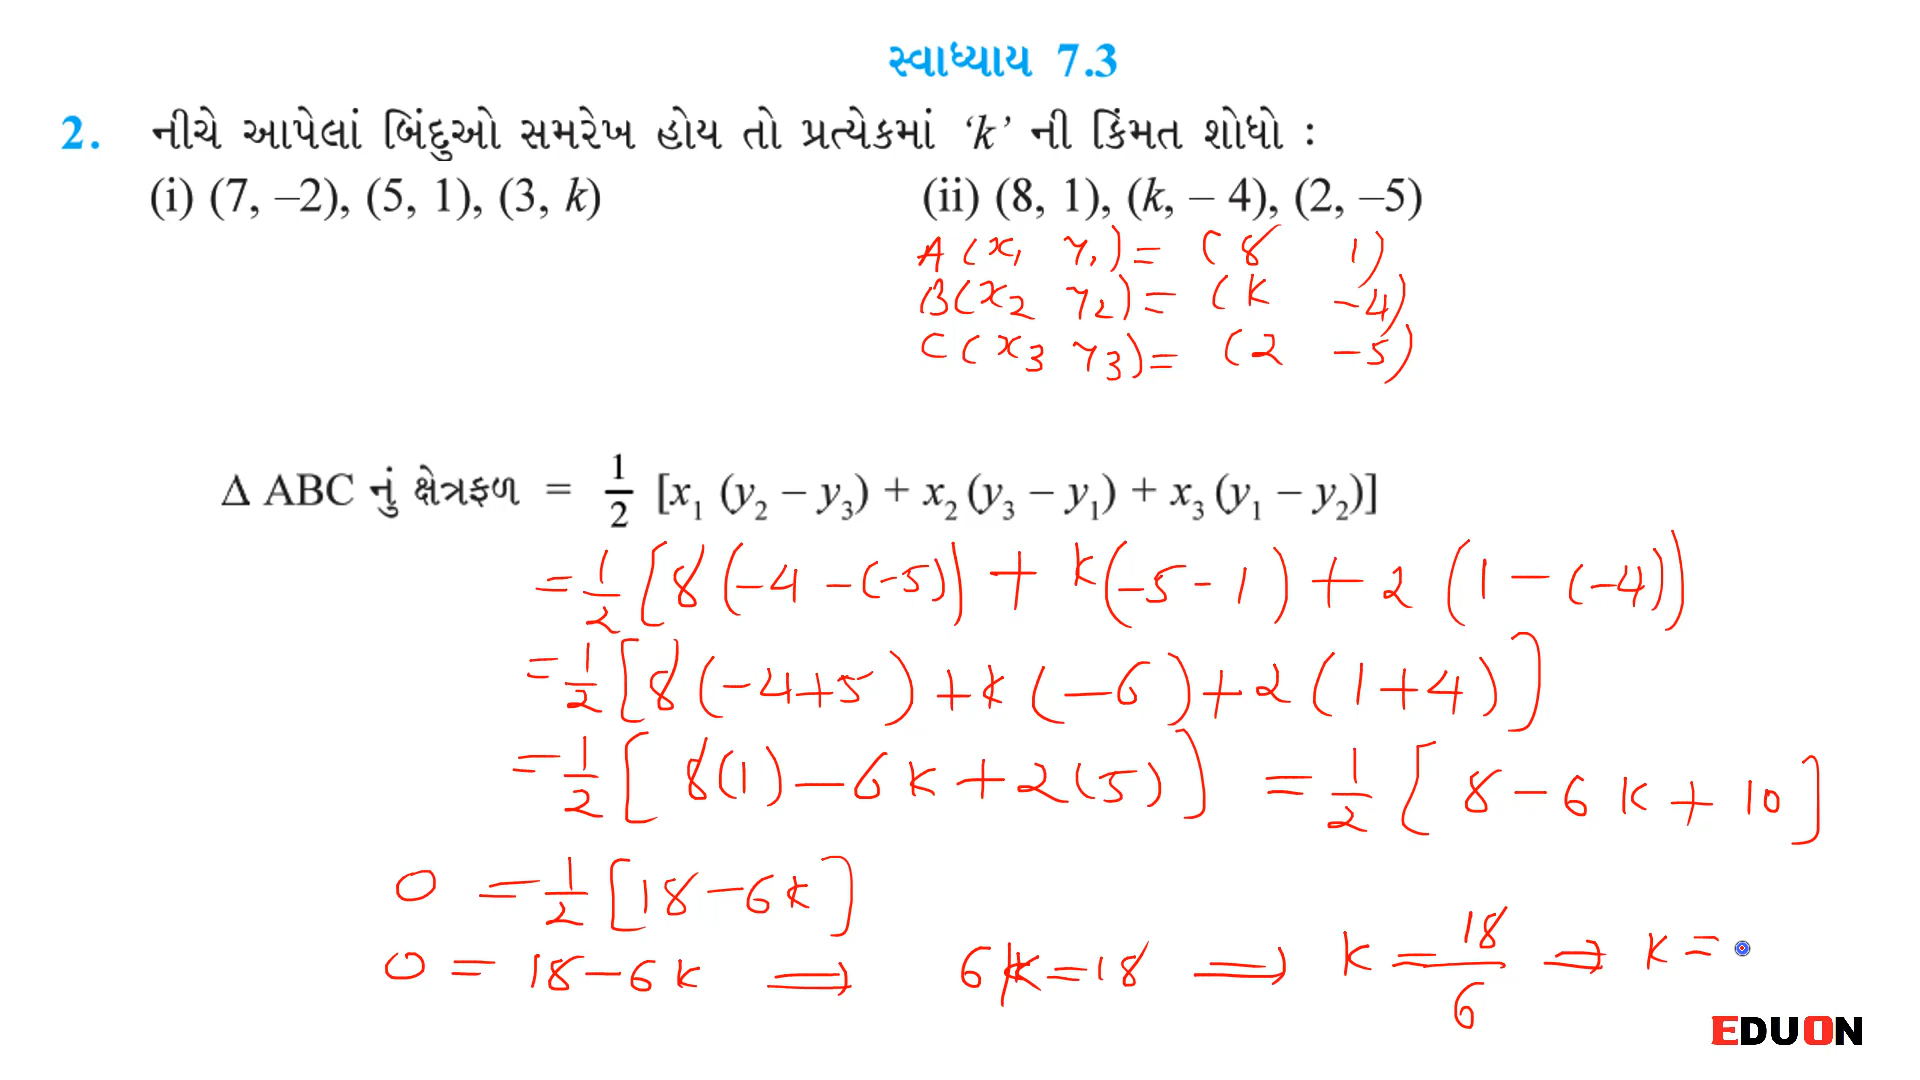 સ્વાધ્યાય 7.3
2. નીચે આપેલાં બિંદુઓ સમરેખ હોય તો પ્રત્યેકમાં ‘k’ ની કિંમત શોધો :
(i) (7, –2), (5, 1), (3, k) (ii) (8, 1), (k, – 4), (2, –5)
A(x₁ y₁) = (8 1)
B(x₂ y₂) = (k -4)
C(x₃ y₃) = (2 -5)
Δ ABC નું ક્ષેત્રફળ = 1/2 [x₁ (y₂ – y₃) + x₂ (y₃ – y₁) + x₃ (y₁ – y₂)]
= 1/2 [8(-4-(-5)) + k(-5-1) + 2(1-(-4))
= 1/2 [8(-4+5) + k(-6) + 2(1+4)]
= 1/2 [8(1) - 6k + 2(5)] = 1/2 [8 - 6k + 10]
0 = 1/2 [18 - 6k]
0 = 18 - 6k ⟹ 6k = 18 ⟹ k = 18/6 ⟹ k =
EDUON